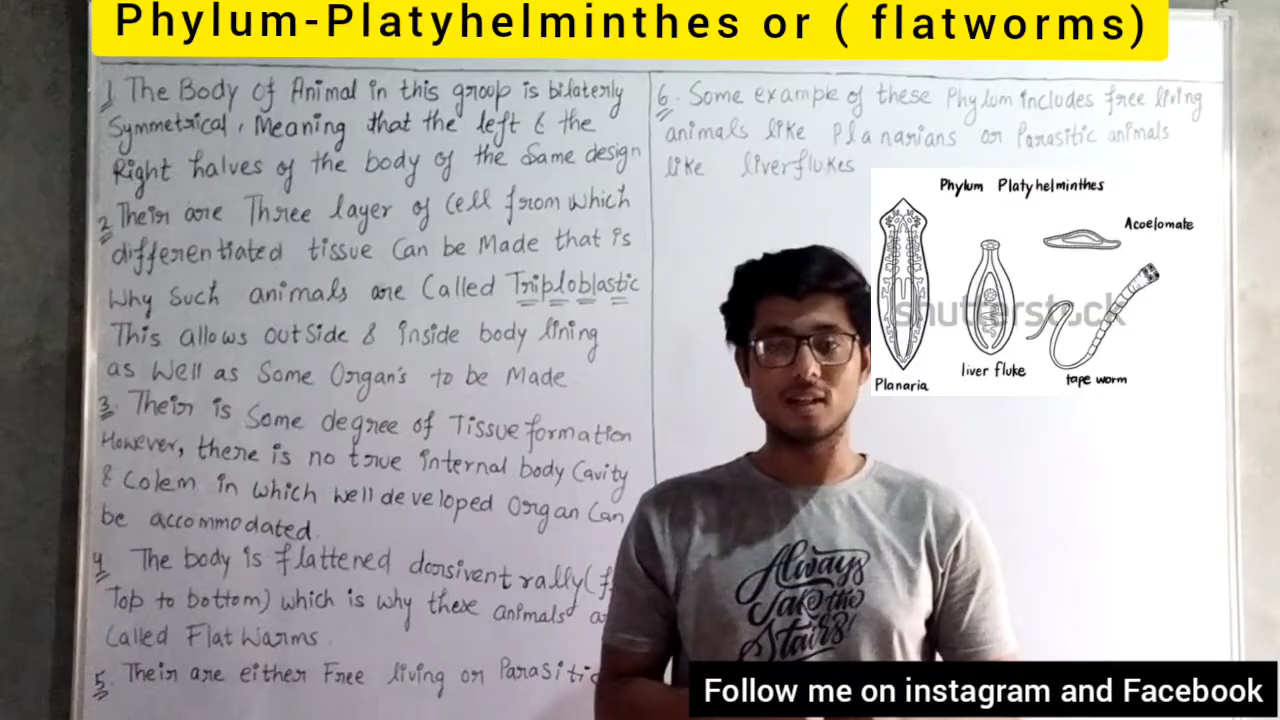 Phylum-Platyhelminthes or ( flatworms)
1. The Body of Animal in this group is bilaterly
Symmetrical, Meaning that the left & the
Right halves of the body of the Same design
2. Their are Three layer of Cell from which
differentiated tissue Can be Made that is
Why Such animals are Called Triploblastic
This allows outSide & inside body lining
as Well as Some Organ's to be Made
3. Their is Some degree of Tissue formation
However, there is no true internal body Cavity
& Colem in which well developed Organ Can
be accommodated.
4. The body is flattened dorsivent rally (f
Top to bottom) which is why these animals a
Called Flat Warms.
5. Their are either Free living or Parasitic
6. Some example of these Phylum includes free living
animals like Planarians or Parasitic animals
like liverflukes
Phylum Platyhelminthes
Acoelomate
shutterstock
Planaria
liver fluke
tape worm
Always
Take the
Stairs!
Follow me on instagram and Facebook